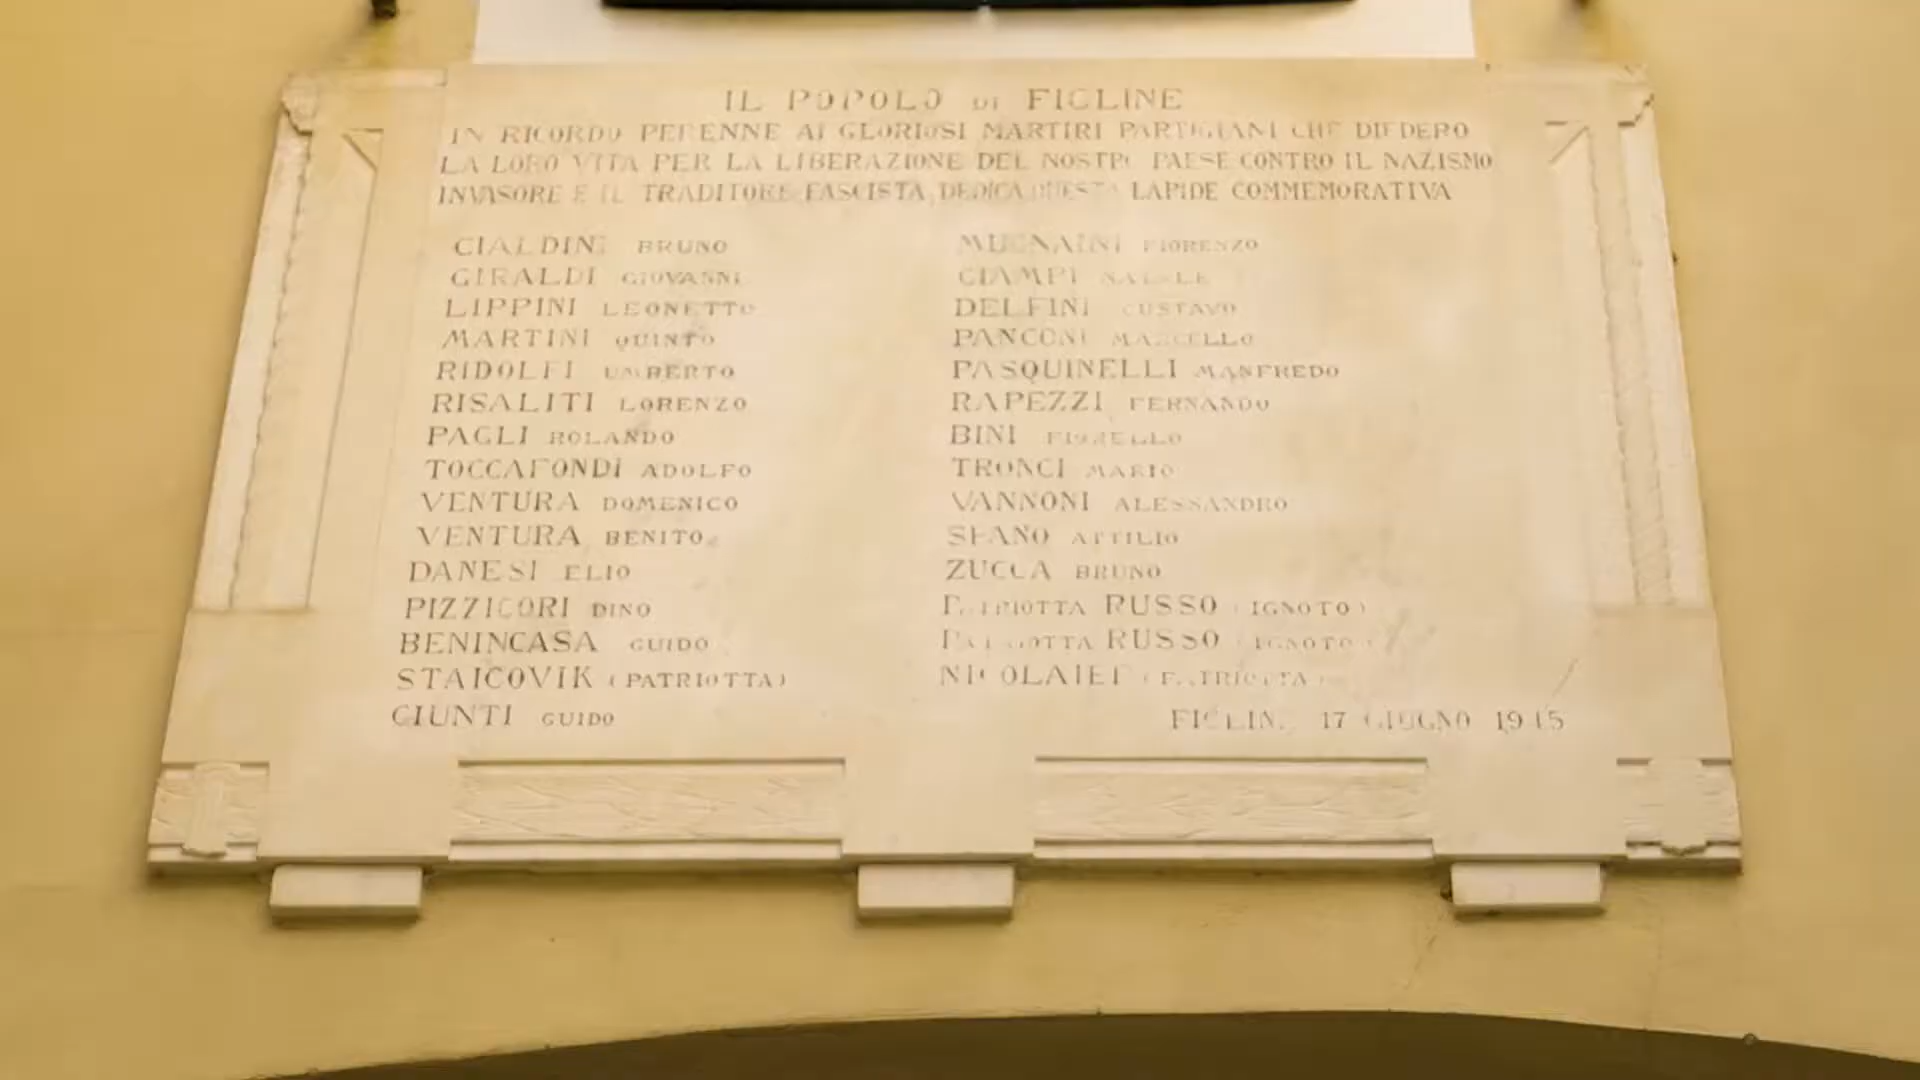 IL POPOLO DI FIGLINE
IN RICORDO PERENNE AI GLORIOSI MARTIRI PARTIGIANI CHE DIEDERO
LA LORO VITA PER LA LIBERAZIONE DEL NOSTRO PAESE CONTRO IL NAZISMO
INVASORE E IL TRADITORE FASCISTA, DEDICA QUESTA LAPIDE COMMEMORATIVA
CIALDINI BRUNO
GIRALDI GIOVANNI
LIPPINI LEONETTO
MARTINI QUINTO
RIDOLFI UMBERTO
RISALITI LORENZO
PAGLI ROLANDO
TOCCAFONDI ADOLFO
VENTURA DOMENICO
VENTURA BENITO
DANESI ELIO
PIZZICORI DINO
BENINCASA GUIDO
STAICOVIK (PATRIOTTA)
GIUNTI GUIDO
MUGNAINI FIORENZO
CIAMPI NATALE
DELFINI GUSTAVO
PANCONI MARCELLO
PASQUINELLI MANFREDO
RAPEZZI FERNANDO
BINI FIORELLO
TRONCI MARIO
VANNONI ALESSANDRO
ATTILIO
ZUCCA BRUNO
PATRIOTTA RUSSO (IGNOTO)
PATRIOTTA RUSSO (IGNOTO)
NICOLAIEF (PATRIOTTA)
FIGLINE 17 GIUGNO 1945